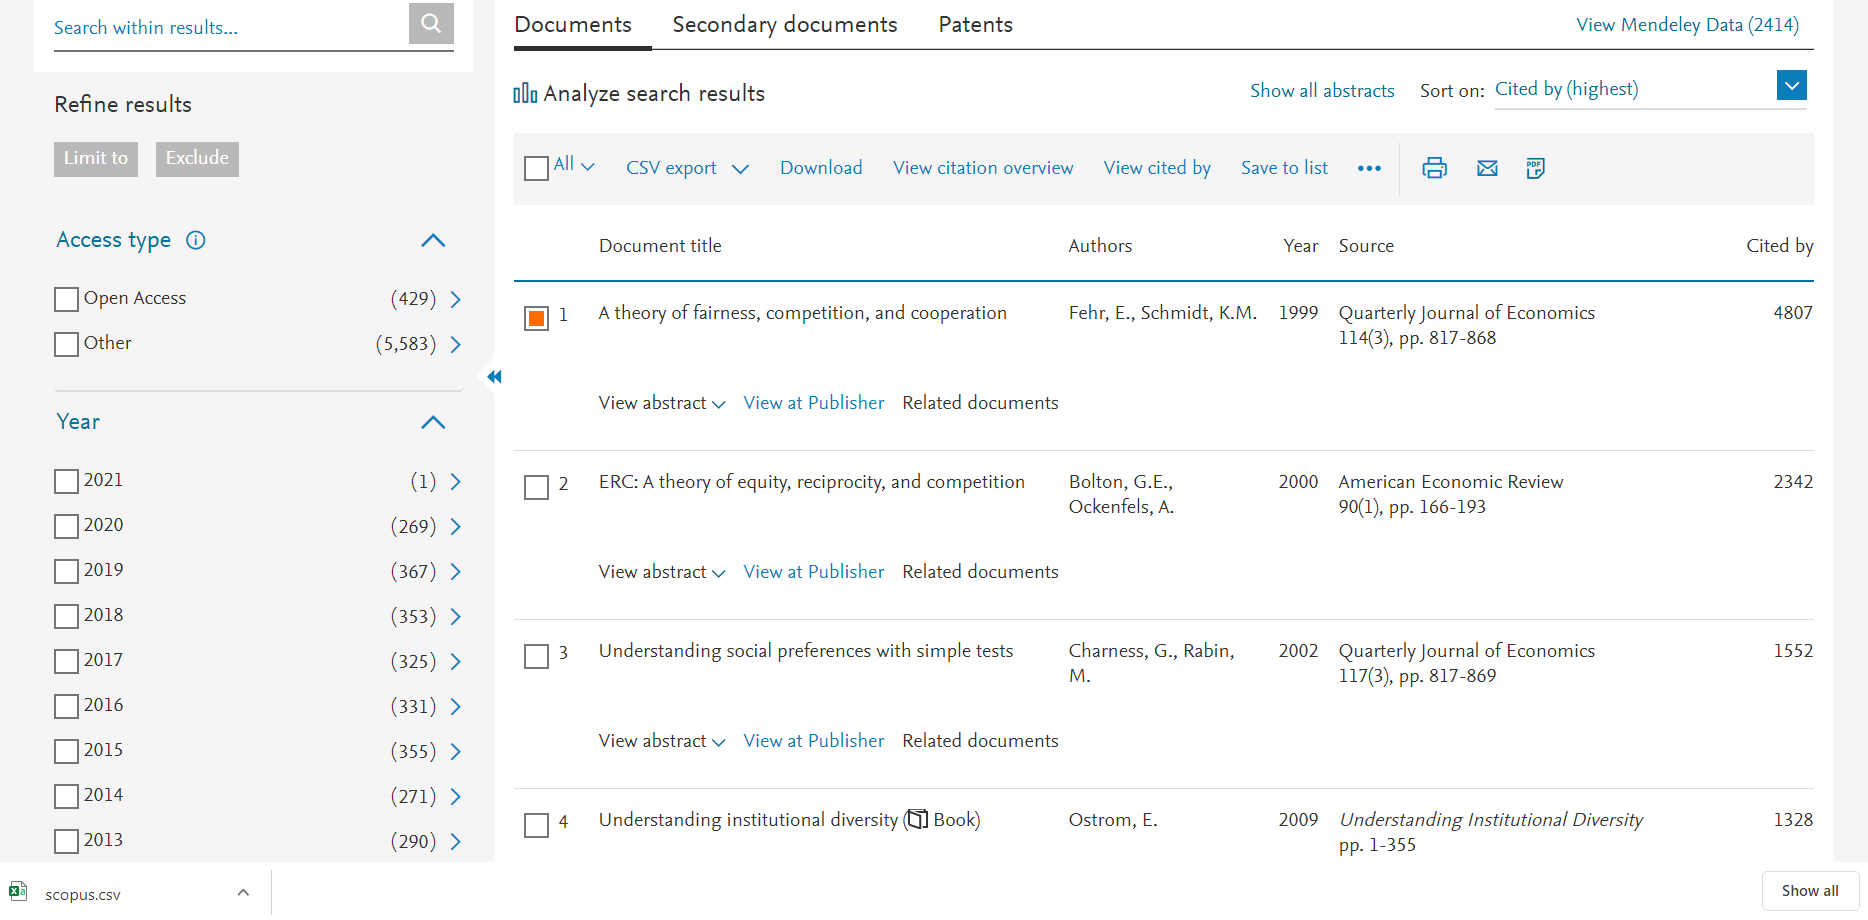 Search within results...
Refine results
Limit to
Exclude
Access type
Open Access (429)
Other (5,583)
Year
2021 (1)
2020 (269)
2019 (367)
2018 (353)
2017 (325)
2016 (331)
2015 (355)
2014 (271)
2013 (290)
Documents Secondary documents Patents View Mendeley Data (2414)
Analyze search results Show all abstracts Sort on: Cited by (highest)
All CSV export Download View citation overview View cited by Save to list ••• PDF
Document title Authors Year Source Cited by
1 A theory of fairness, competition, and cooperation Fehr, E., Schmidt, K.M. 1999 Quarterly Journal of Economics 4807
114(3), pp. 817-868
View abstract View at Publisher Related documents
2 ERC: A theory of equity, reciprocity, and competition Bolton, G.E., 2000 American Economic Review 2342
Ockenfels, A. 90(1), pp. 166-193
View abstract View at Publisher Related documents
3 Understanding social preferences with simple tests Charness, G., Rabin, 2002 Quarterly Journal of Economics 1552
M. 117(3), pp. 817-869
View abstract View at Publisher Related documents
4 Understanding institutional diversity (Book) Ostrom, E. 2009 Understanding Institutional Diversity 1328
pp. 1-355
scopus.csv Show all